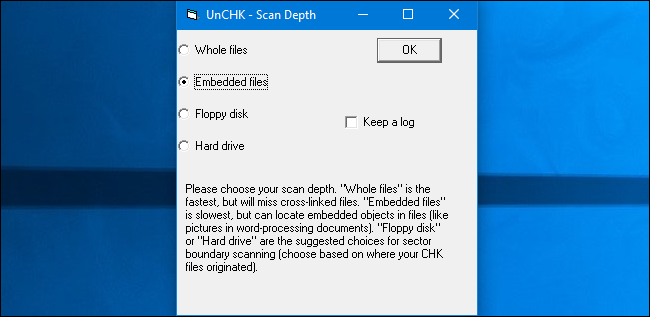 UnCHK - Scan Depth
Whole files
OK
Embedded files
Floppy disk
Keep a log
Hard drive
Please choose your scan depth. "Whole files" is the
fastest, but will miss cross-linked files. "Embedded files"
is slowest, but can locate embedded objects in files (like
pictures in word-processing documents). "Floppy disk"
or "Hard drive" are the suggested choices for sector
boundary scanning (choose based on where your CHK
files originated).